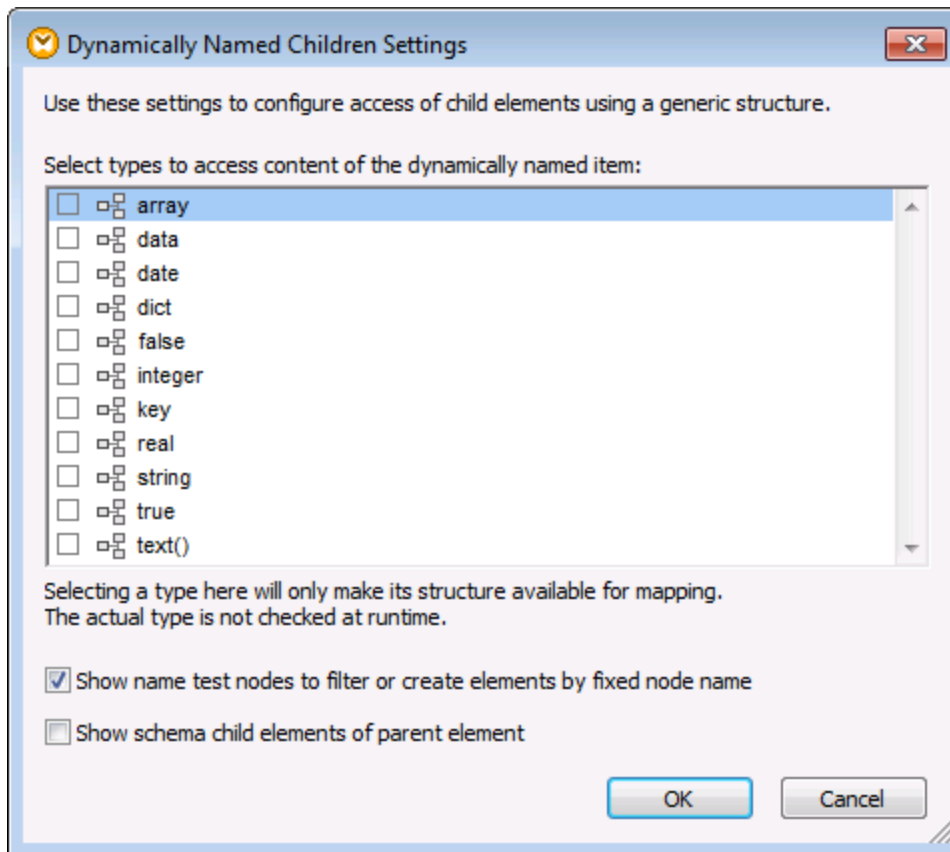 Dynamically Named Children Settings
Use these settings to configure access of child elements using a generic structure.
Select types to access content of the dynamically named item:
array
data
date
dict
false
integer
key
real
string
true
text()
Selecting a type here will only make its structure available for mapping.
The actual type is not checked at runtime.
Show name test nodes to filter or create elements by fixed node name
Show schema child elements of parent element
OK
Cancel